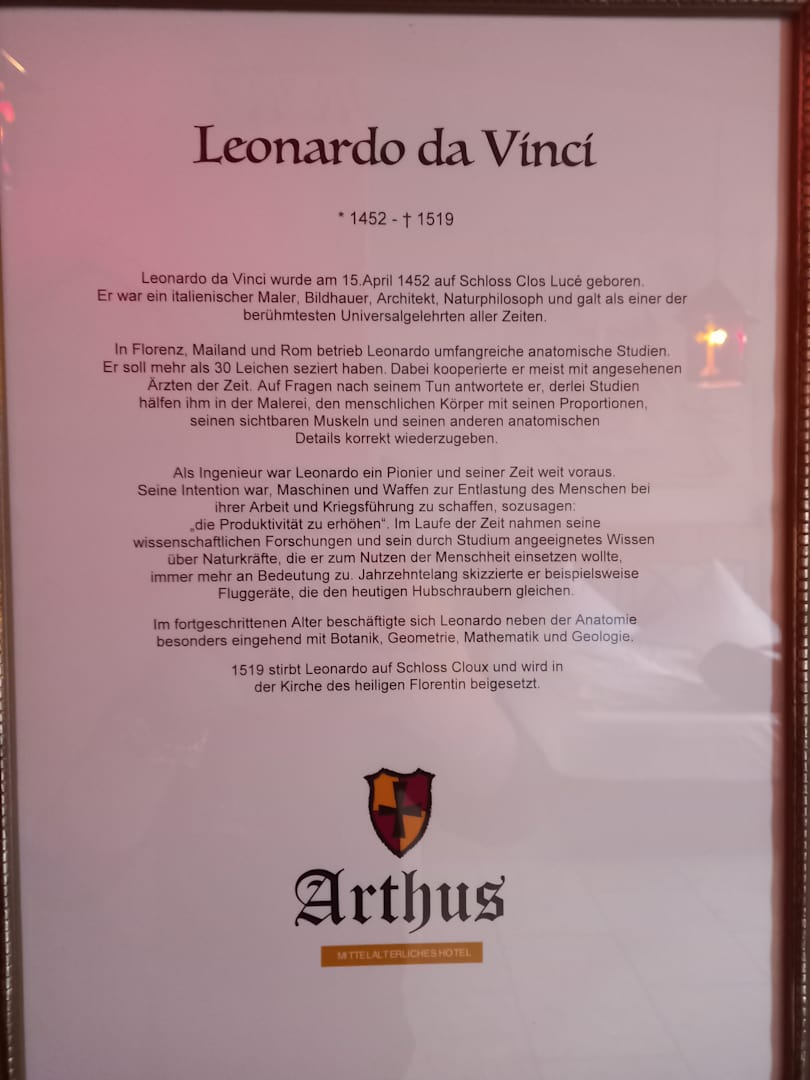 Leonardo da Vinci
* 1452 - † 1519
Leonardo da Vinci wurde am 15.April 1452 auf Schloss Clos Lucé geboren.
Er war ein italienischer Maler, Bildhauer, Architekt, Naturphilosoph und galt als einer der
berühmtesten Universalgelehrten aller Zeiten.
In Florenz, Mailand und Rom betrieb Leonardo umfangreiche anatomische Studien.
Er soll mehr als 30 Leichen seziert haben. Dabei kooperierte er meist mit angesehenen
Ärzten der Zeit. Auf Fragen nach seinem Tun antwortete er, derlei Studien
hälfen ihm in der Malerei, den menschlichen Körper mit seinen Proportionen,
seinen sichtbaren Muskeln und seinen anderen anatomischen
Details korrekt wiederzugeben.
Als Ingenieur war Leonardo ein Pionier und seiner Zeit weit voraus.
Seine Intention war, Maschinen und Waffen zur Entlastung des Menschen bei
ihrer Arbeit und Kriegsführung zu schaffen, sozusagen:
„die Produktivität zu erhöhen“. Im Laufe der Zeit nahmen seine
wissenschaftlichen Forschungen und sein durch Studium angeeignetes Wissen
über Naturkräfte, die er zum Nutzen der Menschheit einsetzen wollte,
immer mehr an Bedeutung zu. Jahrzehntelang skizzierte er beispielsweise
Fluggeräte, die den heutigen Hubschraubern gleichen.
Im fortgeschrittenen Alter beschäftigte sich Leonardo neben der Anatomie
besonders eingehend mit Botanik, Geometrie, Mathematik und Geologie.
1519 stirbt Leonardo auf Schloss Cloux und wird in
der Kirche des heiligen Florentin beigesetzt.
Arthus
MITTELALTERLICHES HOTEL